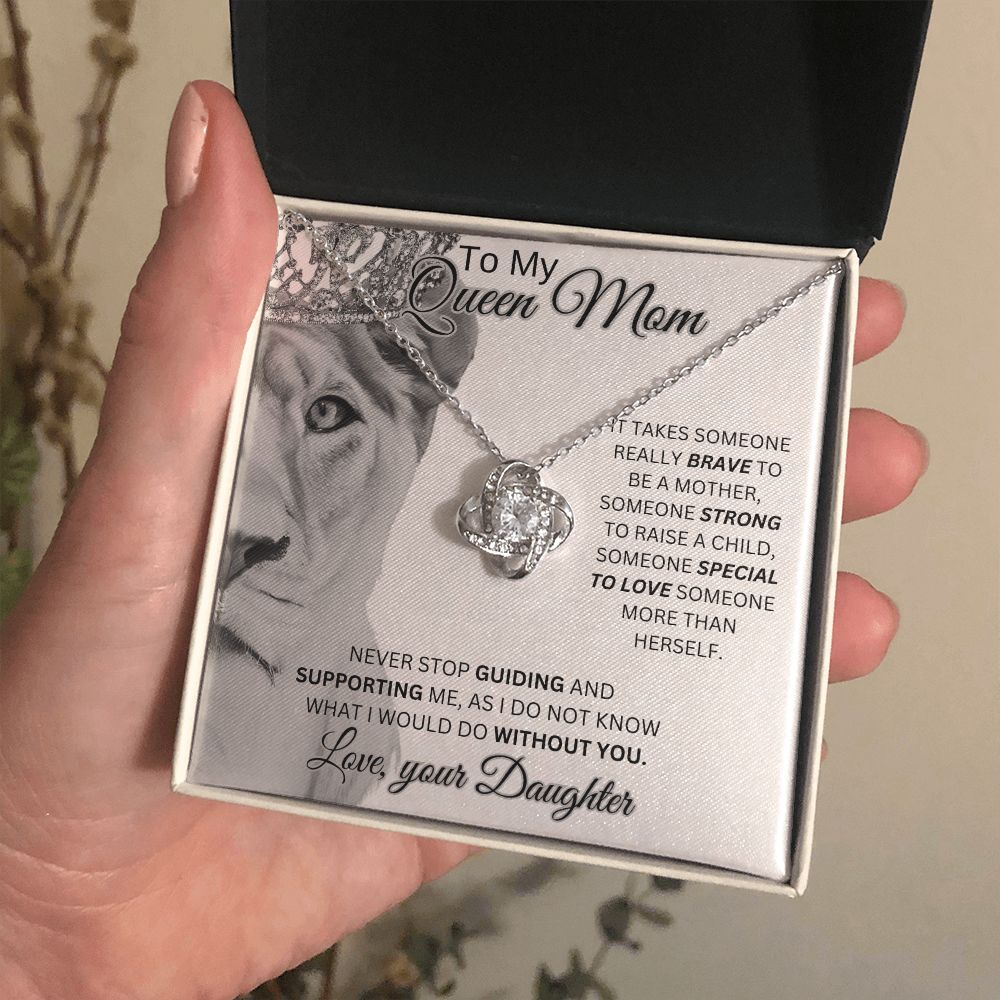 To My
Queen Mom
IT TAKES SOMEONE
REALLY BRAVE TO
BE A MOTHER,
SOMEONE STRONG
TO RAISE A CHILD,
SOMEONE SPECIAL
TO LOVE SOMEONE
MORE THAN
HERSELF.
NEVER STOP GUIDING AND
SUPPORTING ME, AS I DO NOT KNOW
WHAT I WOULD DO WITHOUT YOU.
Love, your Daughter